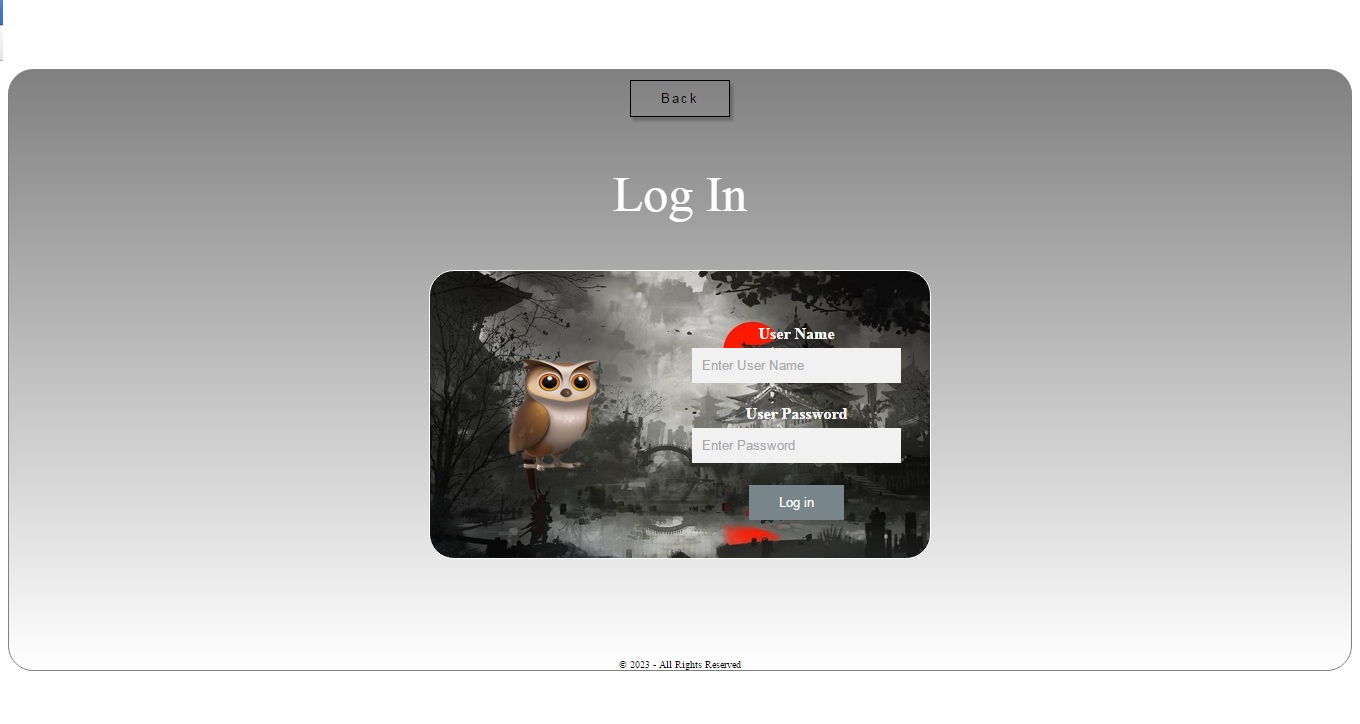 Back
Log In
User Name
Enter User Name
User Password
Enter Password
Log in
© 2023 - All Rights Reserved